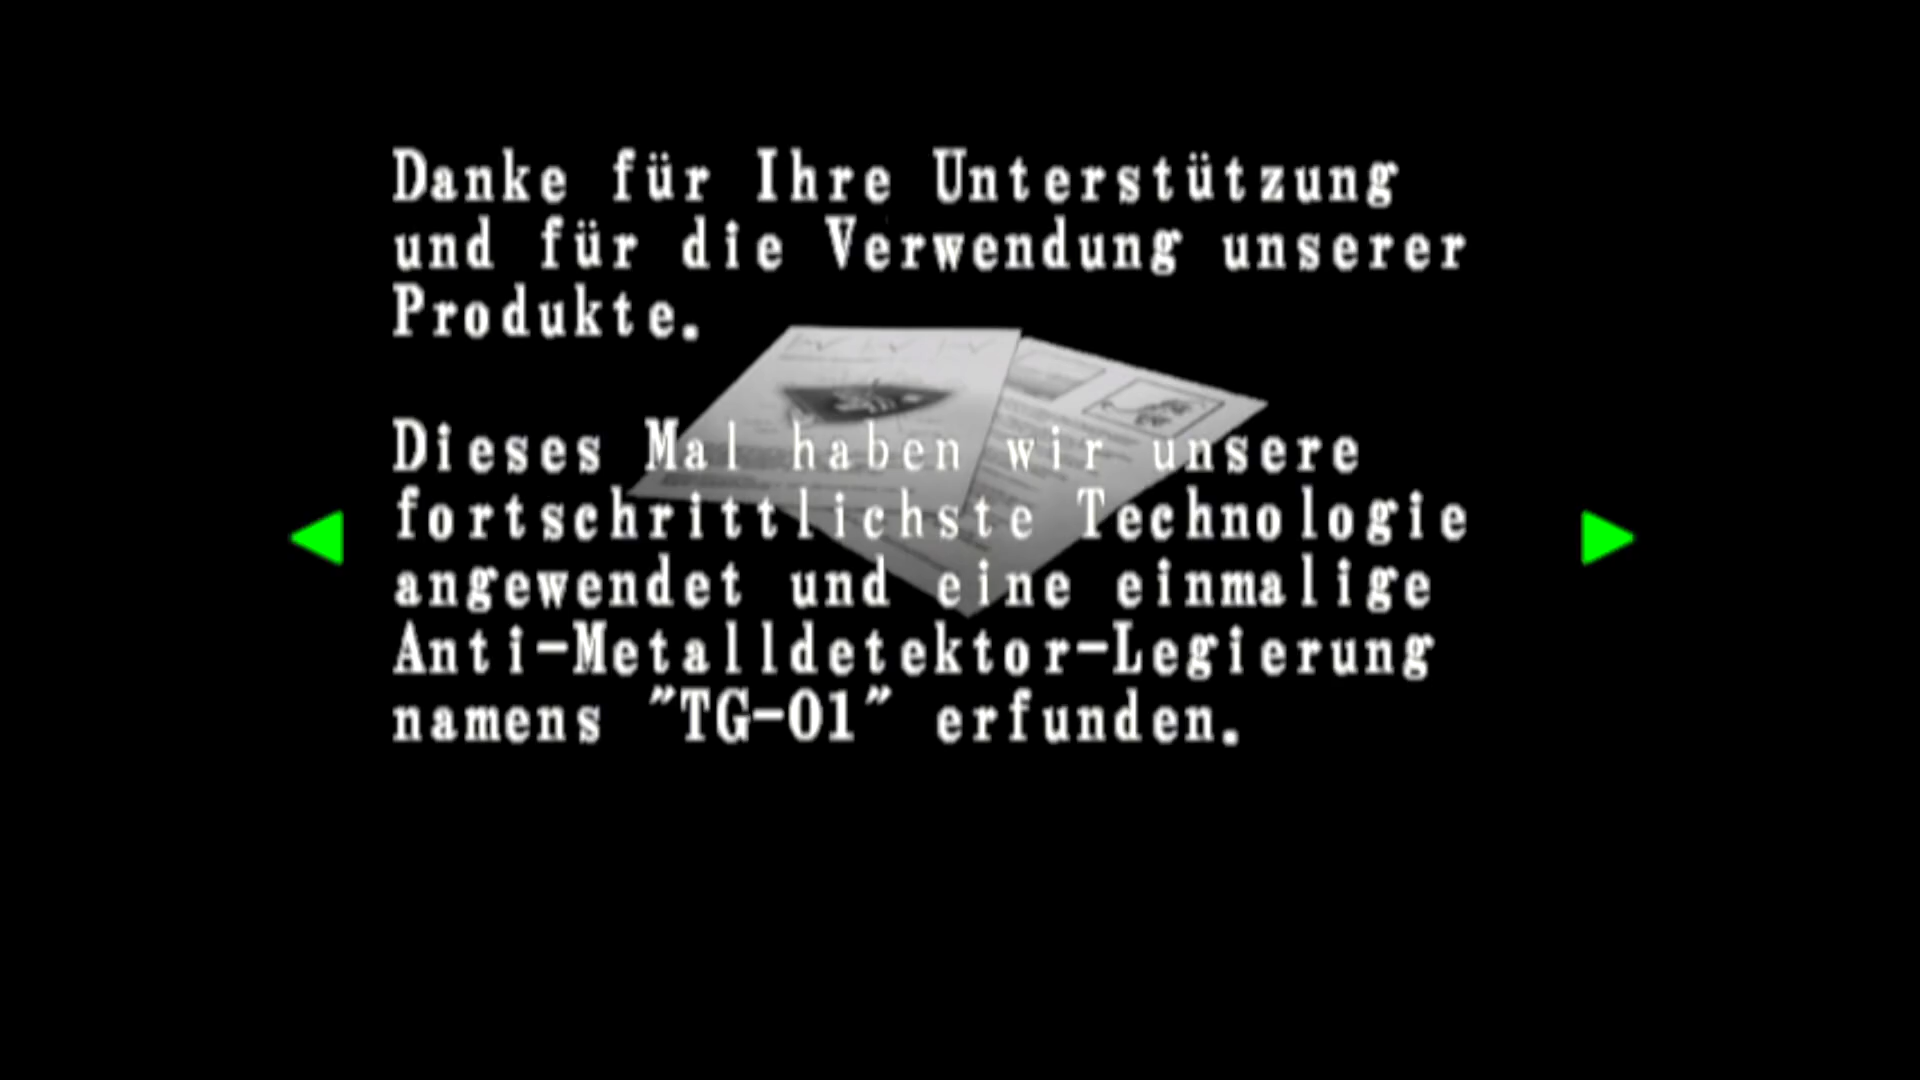 Danke für Ihre Unterstützung
und für die Verwendung unserer
Produkte.
Dieses Mal haben wir unsere
fortschrittlichste Technologie
angewendet und eine einmalige
Anti-Metalldetektor-Legierung
namens "TG-01" erfunden.